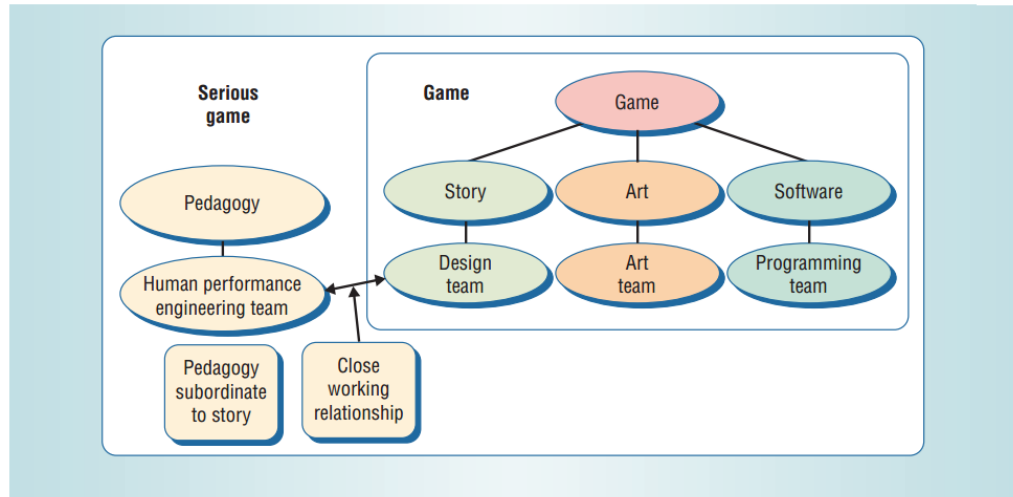 Serious
game
Game
Game
Story
Art
Software
Pedagogy
Design
team
Art
team
Programming
team
Human performance
engineering team
Pedagogy
subordinate
to story
Close
working
relationship